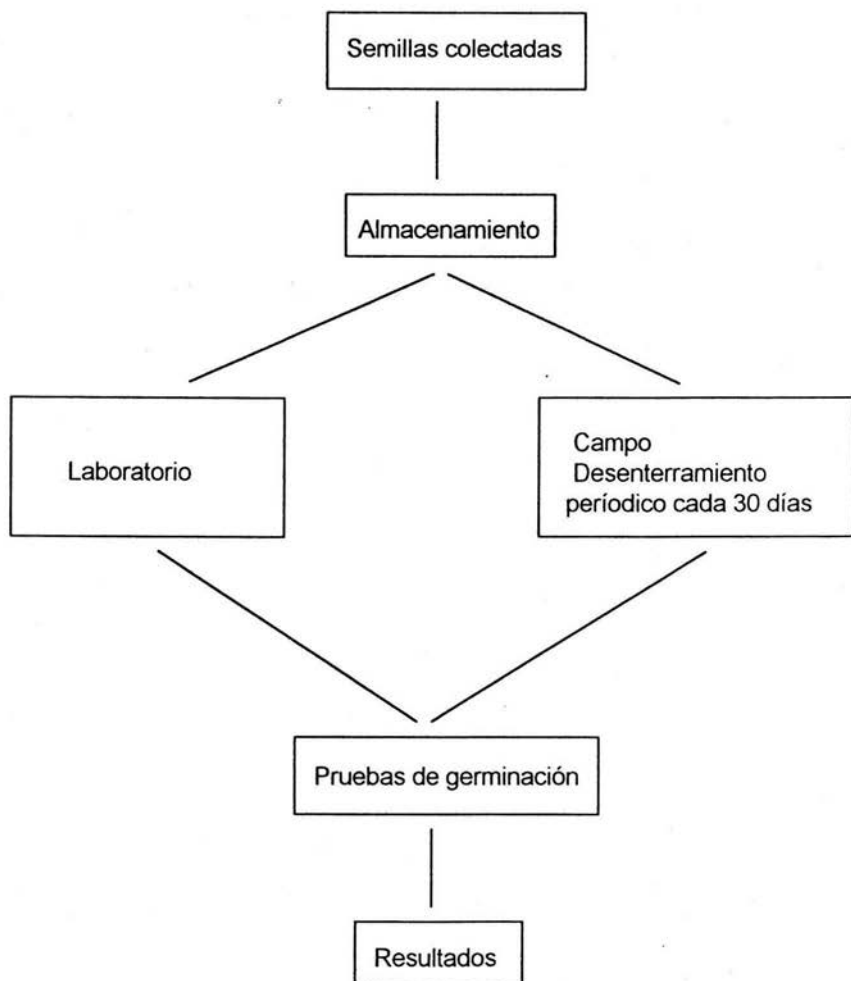 Semillas colectadas
Almacenamiento
Laboratorio
Campo
Desenterramiento
períodico cada 30 días
Pruebas de germinación
Resultados